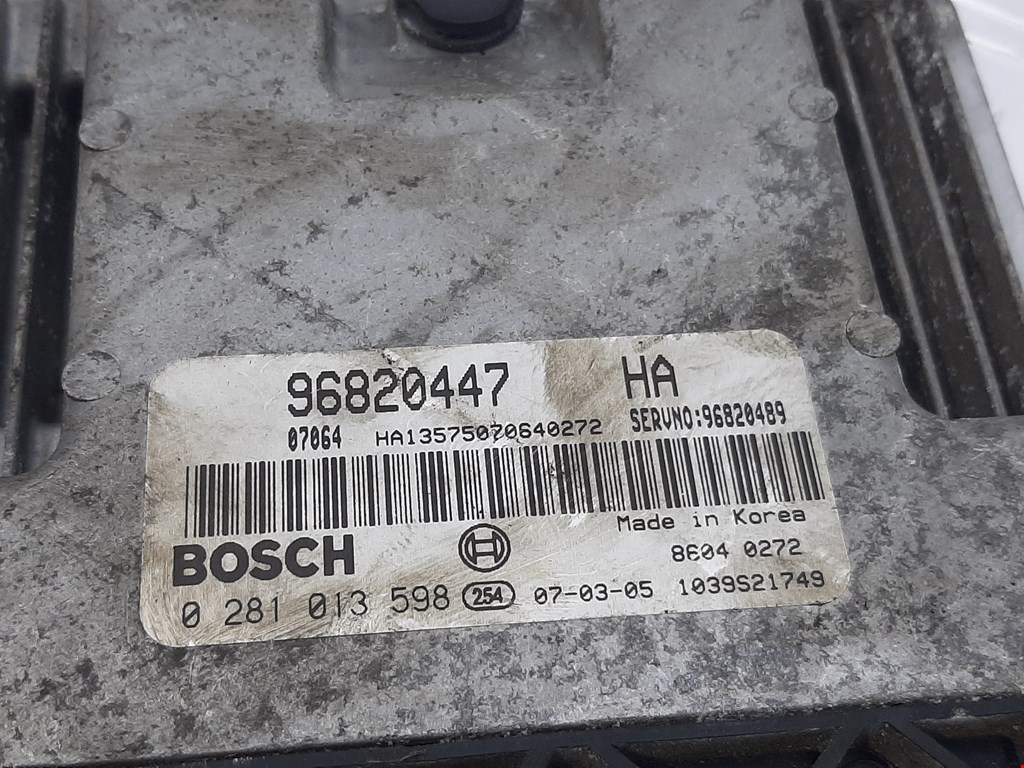 96820447 HA
07064 HA13575070640272 SERVNO:96820489
Made in Korea
BOSCH 8604 0272
0 281 013 598 254 07-03-05 1039S21749